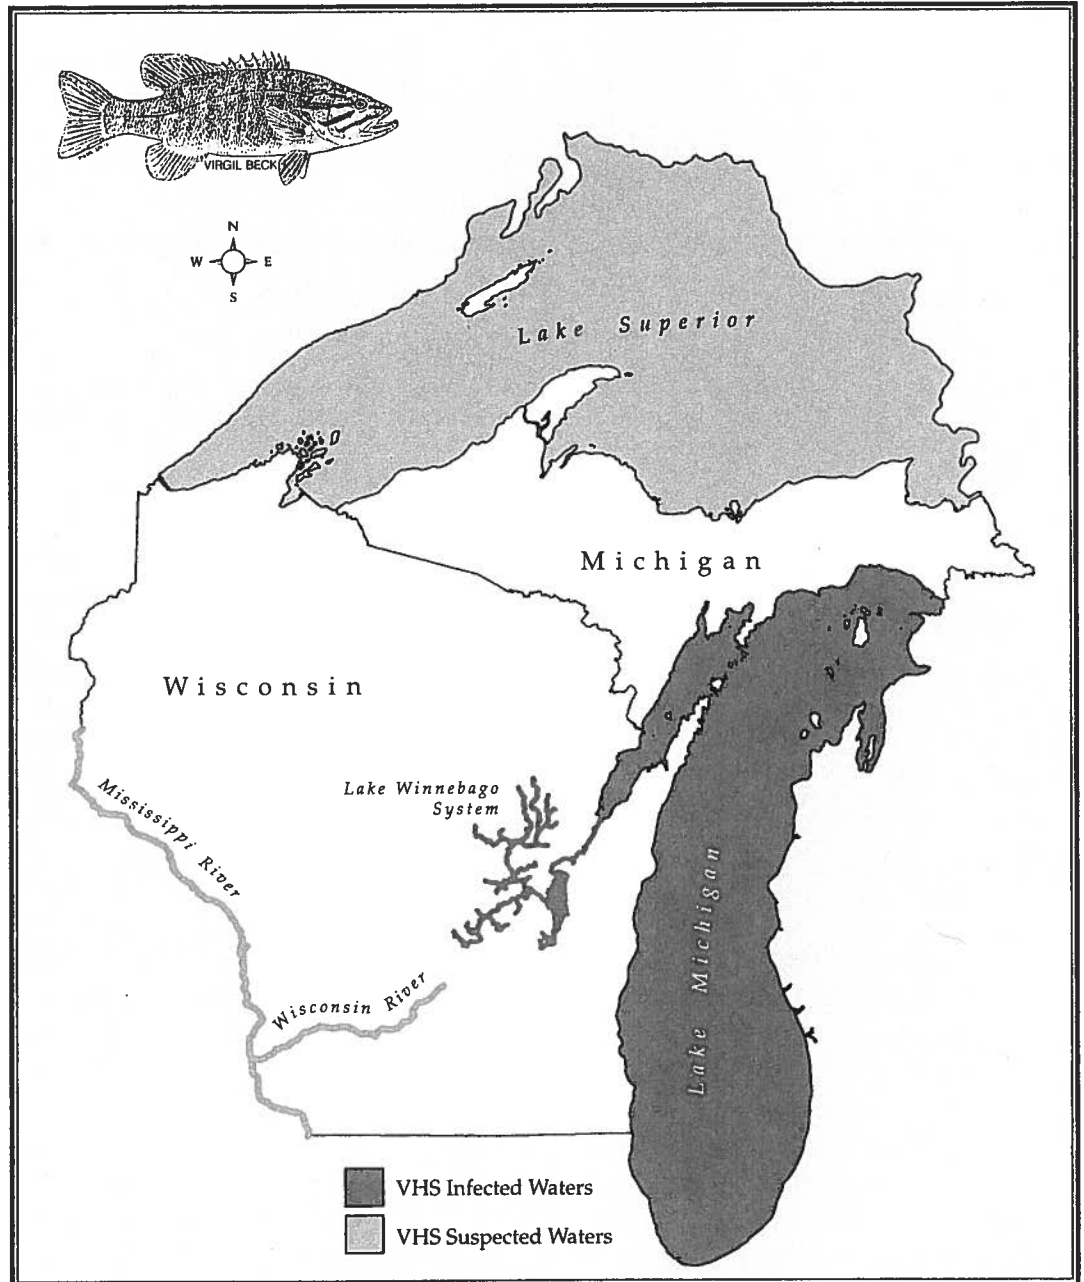 VIRGIL BECK
N
W E
S
Lake Superior
Michigan
Wisconsin
Lake Winnebago
System
Mississippi River
Lake Michigan
Wisconsin River
VHS Infected Waters
VHS Suspected Waters